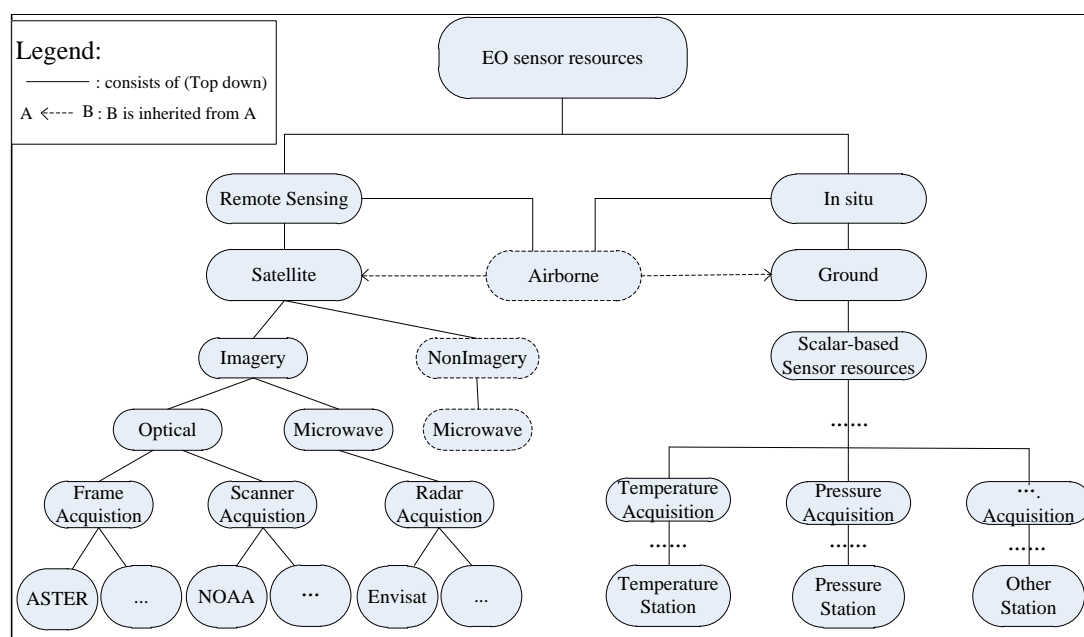 Legend:
: consists of (Top down)
A B : B is inherited from A
EO sensor resources
Remote Sensing
In situ
Satellite
Airborne
Ground
Imagery
NonImagery
Scalar-based
Sensor resources
Optical
Microwave
Microwave
......
Frame
Acquistion
Scanner
Acquistion
Radar
Acquistion
Temperature
Acquisition
Pressure
Acquisition
....
Acquisition
......
......
......
ASTER
...
NOAA
...
Envisat
...
Temperature
Station
Pressure
Station
Other
Station